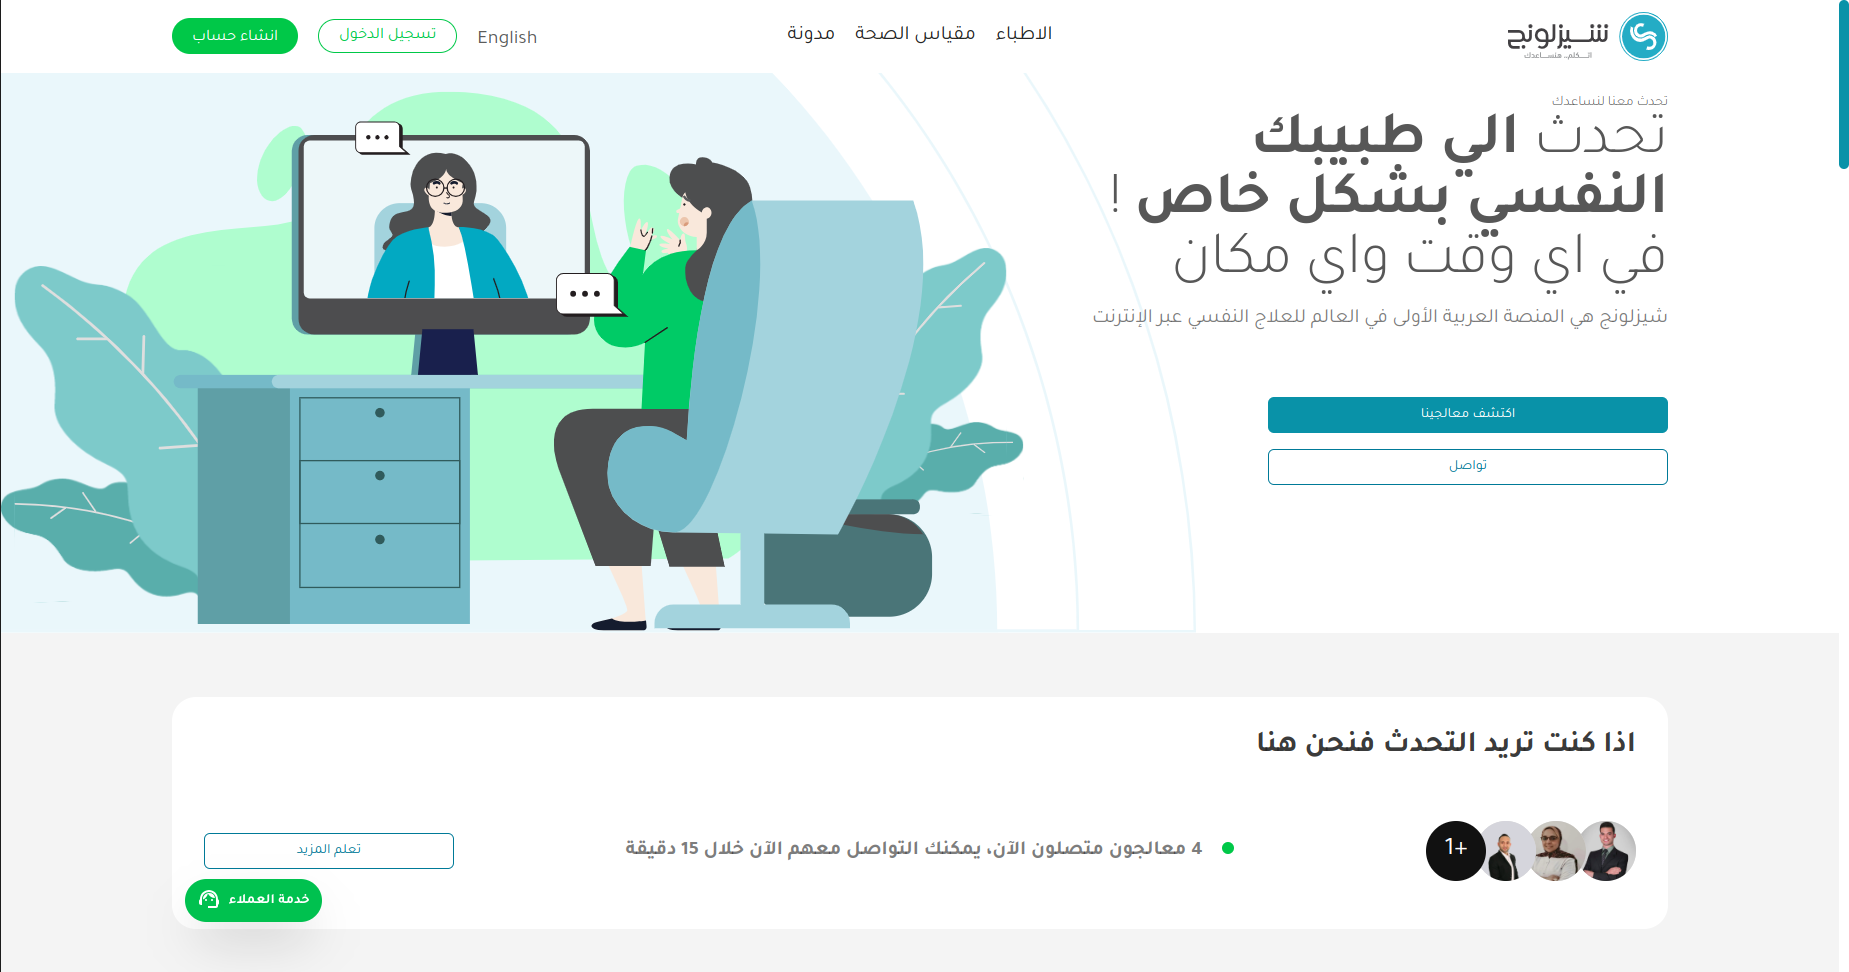 شيزلونج
اتـكلم.. هتسـاعدك
الاطباء
مقياس الصحة
مدونة
English
تسجيل الدخول
انشاء حساب
تحدث معنا لنساعدك
تحدث الي طبيبك
النفسي بشكل خاص !
في اي وقت واي مكان
شيزلونج هي المنصة العربية الأولى في العالم للعلاج النفسي عبر الإنترنت
اكتشف معالجينا
تواصل
اذا كنت تريد التحدث فنحن هنا
1+
4 معالجون متصلون الآن، يمكنك التواصل معهم الآن خلال 15 دقيقة
تعلم المزيد
خدمة العملاء